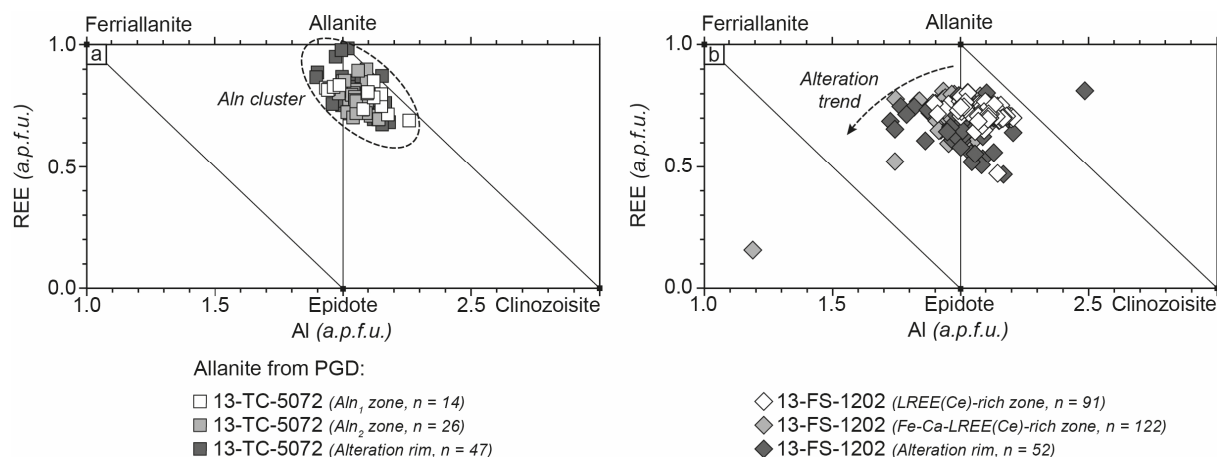 Ferriallanite Allanite
1.0 a
Aln cluster
REE (a.p.f.u.)
0.5
0.0
1.0 1.5 Epidote 2.5 Clinozoisite
Al (a.p.f.u.)
Ferriallanite Allanite
1.0 b
Alteration
trend
REE (a.p.f.u.)
0.5
0.0
1.0 1.5 Epidote 2.5 Clinozoisite
Al (a.p.f.u.)
Allanite from PGD:
13-TC-5072 (Aln₁ zone, n = 14)
13-TC-5072 (Aln₂ zone, n = 26)
13-TC-5072 (Alteration rim, n = 47)
13-FS-1202 (LREE(Ce)-rich zone, n = 91)
13-FS-1202 (Fe-Ca-LREE(Ce)-rich zone, n = 122)
13-FS-1202 (Alteration rim, n = 52)